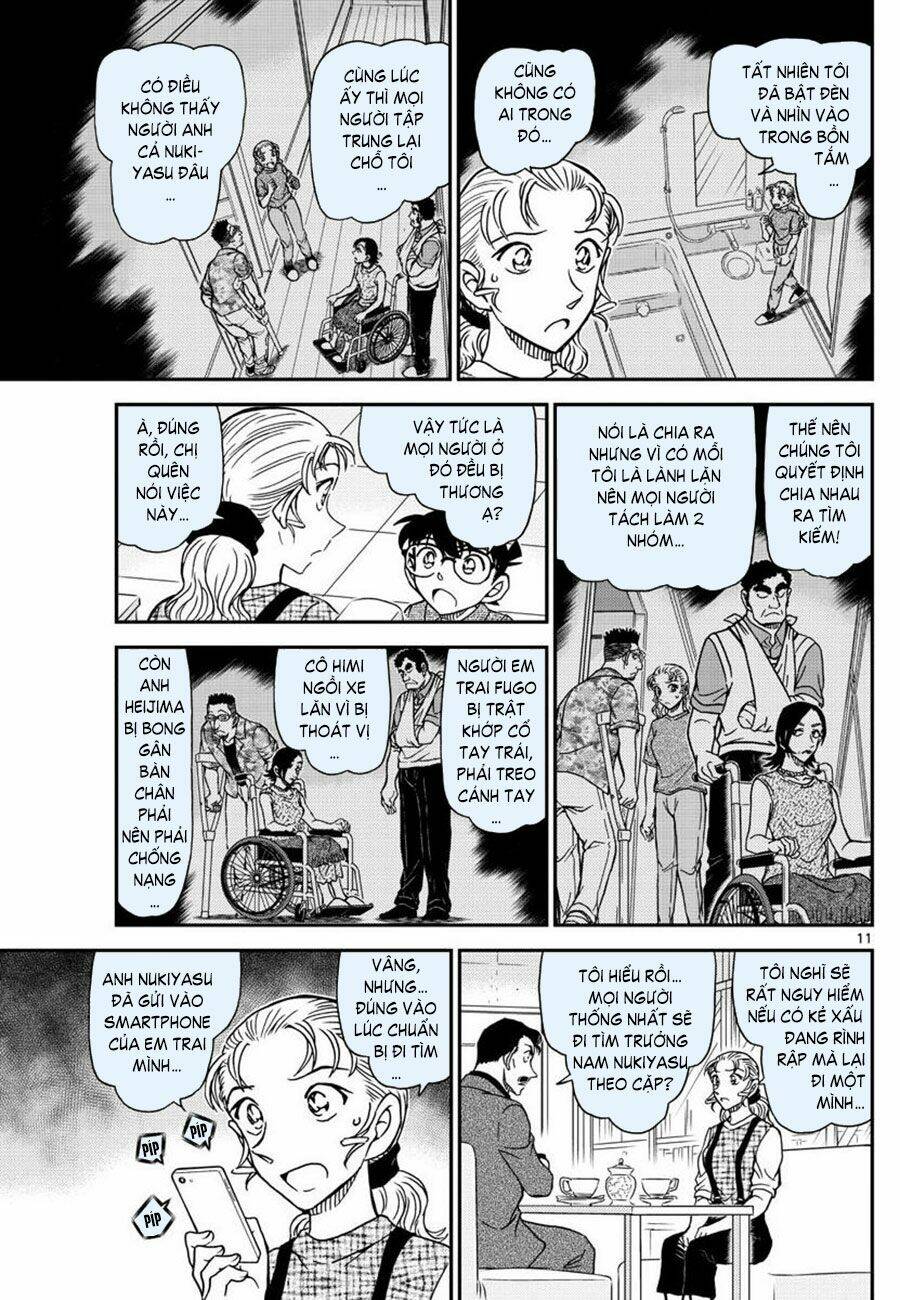 TẤT NHIÊN TÔI
ĐÃ BẬT ĐÈN
VÀ NHÌN VÀO
TRONG BỒN
TẮM
...
CŨNG
KHÔNG CÓ
AI TRONG
ĐÓ...
CÙNG LÚC
ẤY THÌ MỌI
NGƯỜI TẬP
TRUNG LẠI
CHỖ TÔI
...
CÓ ĐIỀU
KHÔNG THẤY
NGƯỜI ANH
CẢ NUKI-
YASU ĐÂU
...
THẾ NÊN
CHÚNG TÔI
QUYẾT ĐỊNH
CHIA NHAU
RA TÌM
KIẾM!
NÓI LÀ CHIA RA
NHƯNG VÌ CÓ MỖI
TÔI LÀ LÀNH LẶN
NÊN MỌI NGƯỜI
TÁCH LÀM 2
NHÓM...
VẬY TỨC LÀ
MỌI NGƯỜI Ở
ĐÓ ĐỀU BỊ
THƯƠNG
Ạ?
À, ĐÚNG
RỒI, CHỊ
QUÊN
NÓI VIỆC
NÀY...
NGƯỜI EM
TRAI FUGO
BỊ TRẬT
KHỚP CỔ
TAY TRÁI,
PHẢI TREO
CÁNH TAY
...
CÔ HIMI
NGỒI XE
LĂN VÌ BỊ
THOÁT VỊ
...
CÒN
ANH
HEIJIMA
BỊ BONG
GÂN
BÀN
CHÂN
PHẢI
NÊN PHẢI
CHỐNG
NẠNG
...
11
TÔI NGHĨ SẼ
RẤT NGUY HIỂM
NẾU CÓ KẺ XẤU
ĐANG RÌNH
RẬP MÀ LẠI
ĐI MỘT
MÌNH...
TÔI HIỂU RỒI...
MỌI NGƯỜI
THỐNG NHẤT SẼ
ĐI TÌM TRƯỞNG
NAM NUKIYASU
THEO CẶP?
VÂNG,
NHƯNG...
ĐÚNG VÀO
LÚC CHUẨN
BỊ ĐI TÌM
...
ANH NUKIYASU
ĐÃ GỬI VÀO
SMARTPHONE
CỦA EM TRAI
MÌNH...
PÍP
PÍP
PÍP